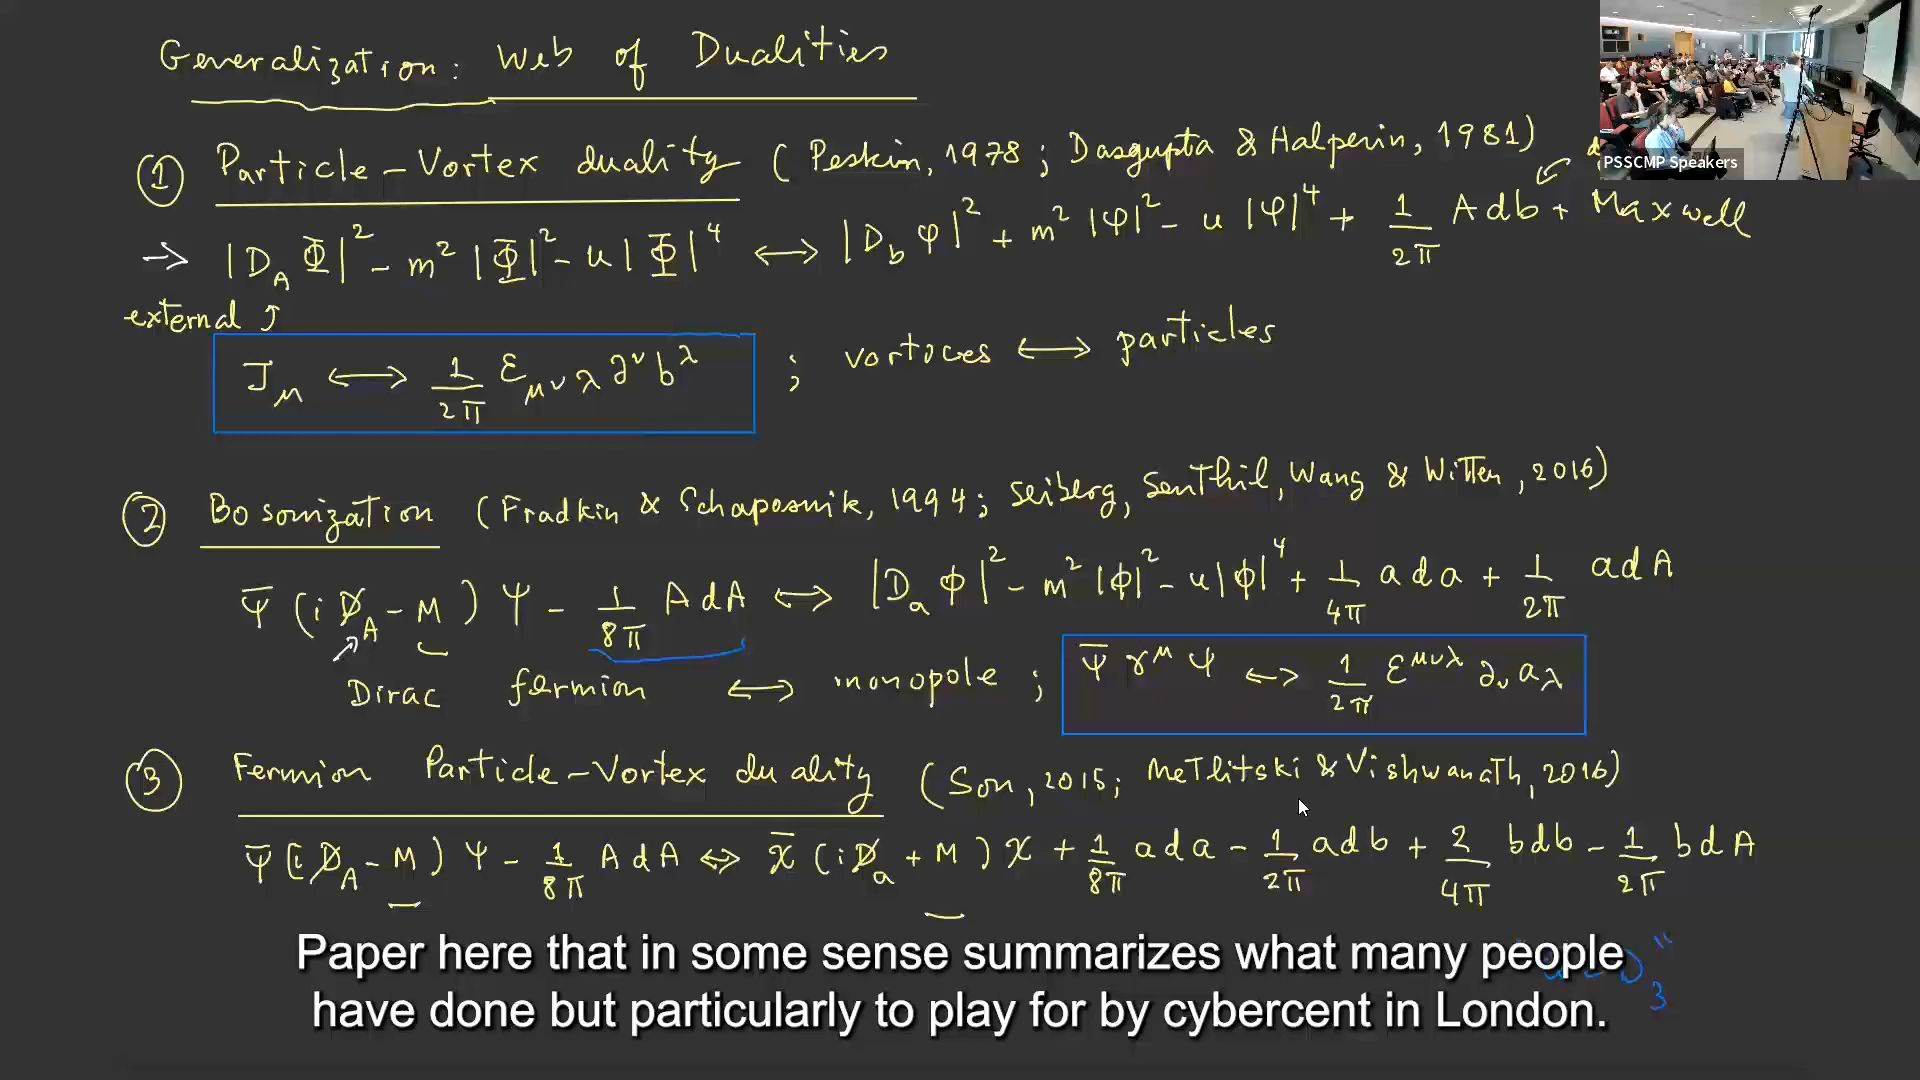 Generalization: Web of Dualities
① Particle-Vortex duality (Peskin, 1978; Dasgupta & Halperin, 1981)
PSSCMP Speakers
→ |D_A Φ|² - m² |Φ|² - u |Φ|⁴ ⟷ |D_b φ|² + m² |φ|² - u |φ|⁴ + 1/2π Adb + Maxwell
external ↑
J_μ ⟷ 1/2π ε_μνλ ∂^ν b^λ ; vortices ⟷ particles
② Bosonization (Fradkin & Schaposnik, 1994; Seiberg, Senthil, Wang & Witten, 2016)
Ψ̄ (i D̸_A - M) Ψ - 1/8π AdA ⟷ |D_a ϕ|² - m² |ϕ|² - u |ϕ|⁴ + 1/4π ada + 1/2π adA
Dirac fermion ⟷ monopole ; Ψ̄ γ^μ Ψ ⟷ 1/2π ε^μνλ ∂_ν a_λ
③ Fermion Particle-Vortex duality (Son, 2015; Metlitski & Vishwanath, 2016)
Ψ̄ [i D̸_A - M) Ψ - 1/8π AdA ⟺ χ̄ (i D̸_a + M) χ + 1/8π ada - 1/2π adb + 2/4π bdb - 1/2π bdA
Paper here that in some sense summarizes what many people
have done but particularly to play for by cybercent in London.